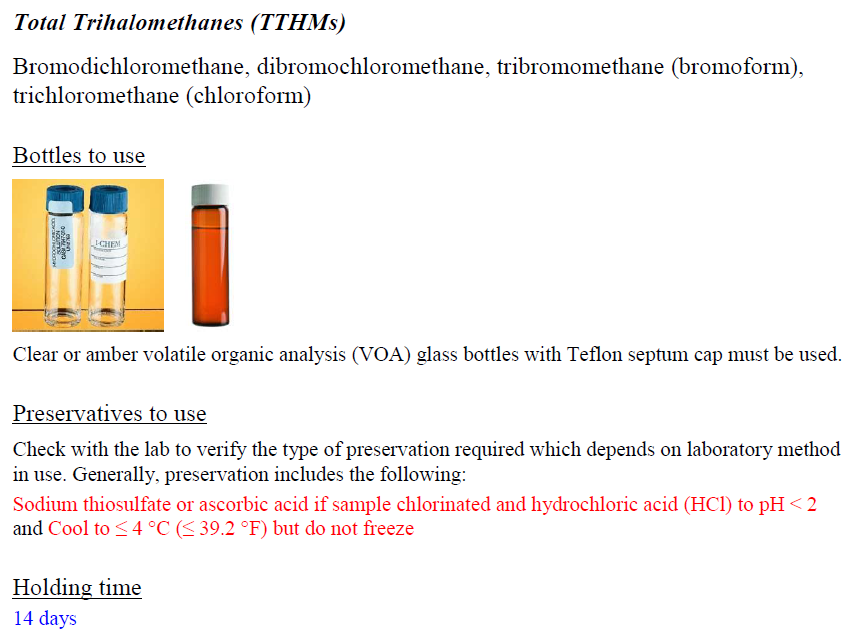 Total Trihalomethanes (TTHMs)
Bromodichloromethane, dibromochloromethane, tribromomethane (bromoform),
trichloromethane (chloroform)
Bottles to use
I-CHEM
Clear or amber volatile organic analysis (VOA) glass bottles with Teflon septum cap must be used.
Preservatives to use
Check with the lab to verify the type of preservation required which depends on laboratory method
in use. Generally, preservation includes the following:
Sodium thiosulfate or ascorbic acid if sample chlorinated and hydrochloric acid (HCl) to pH < 2
and Cool to ≤ 4 °C (≤ 39.2 °F) but do not freeze
Holding time
14 days